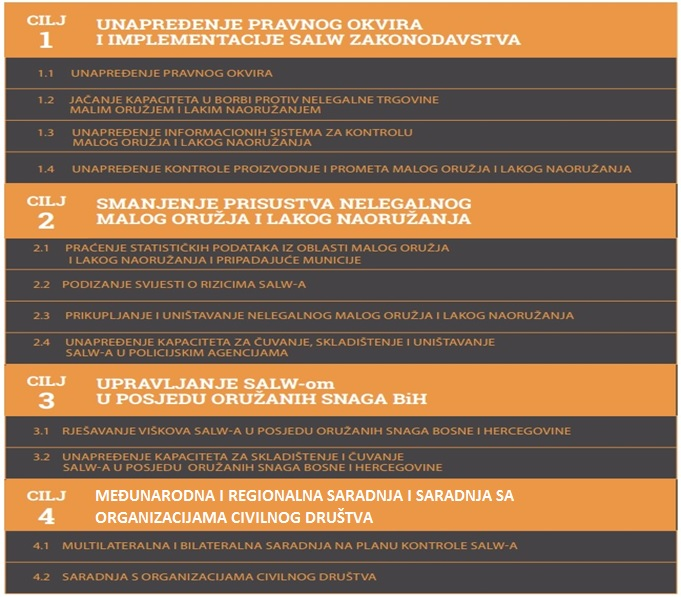 CILJ
1
UNAPREĐENJE PRAVNOG OKVIRA
I IMPLEMENTACIJE SALW ZAKONODAVSTVA
1.1 UNAPREĐENJE PRAVNOG OKVIRA
1.2 JAČANJE KAPACITETA U BORBI PROTIV NELEGALNE TRGOVINE
MALIM ORUŽJEM I LAKIM NAORUŽANJEM
1.3 UNAPREĐENJE INFORMACIONIH SISTEMA ZA KONTROLU
MALOG ORUŽJA I LAKOG NAORUŽANJA
1.4 UNAPREĐENJE KONTROLE PROIZVODNJE I PROMETA MALOG ORUŽJA I LAKOG NAORUŽANJA
CILJ
2
SMANJENJE PRISUSTVA NELEGALNOG
MALOG ORUŽJA I LAKOG NAORUŽANJA
2.1 PRAĆENJE STATISTIČKIH PODATAKA IZ OBLASTI MALOG ORUŽJA
I LAKOG NAORUŽANJA I PRIPADAJUĆE MUNICIJE
2.2 PODIZANJE SVIJESTI O RIZICIMA SALW-A
2.3 PRIKUPLJANJE I UNIŠTAVANJE NELEGALNOG MALOG ORUŽJA I LAKOG NAORUŽANJA
2.4 UNAPREĐENJE KAPACITETA ZA ČUVANJE, SKLADIŠTENJE I UNIŠTAVANJE
SALW-A U POLICIJSKIM AGENCIJAMA
CILJ
3
UPRAVLJANJE SALW-om
U POSJEDU ORUŽANIH SNAGA BiH
3.1 RJEŠAVANJE VIŠKOVA SALW-A U POSJEDU ORUŽANIH SNAGA BOSNE I HERCEGOVINE
3.2 UNAPREĐENJE KAPACITETA ZA SKLADIŠTENJE I ČUVANJE
SALW-A U POSJEDU ORUŽANIH SNAGA BOSNE I HERCEGOVINE
CILJ
4
MEĐUNARODNA I REGIONALNA SARADNJA I SARADNJA SA
ORGANIZACIJAMA CIVILNOG DRUŠTVA
4.1 MULTILATERALNA I BILATERALNA SARADNJA NA PLANU KONTROLE SALW-A
4.2 SARADNJA S ORGANIZACIJAMA CIVILNOG DRUŠTVA